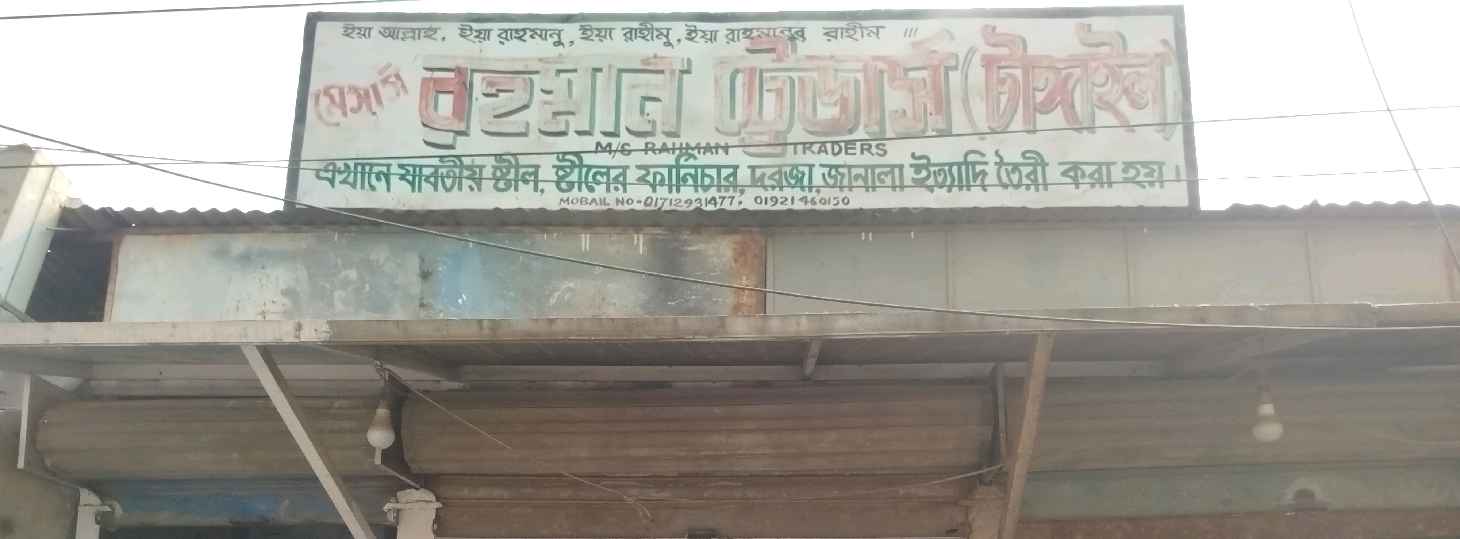 ইয়া আল্লাহ, ইয়া রাহমানু, ইয়া রাহীমু, ইয়া রাহমানুর রাহীম
মেসার্স রহমান ট্রেডার্স (টাঙ্গাইল)
M/S RAHMAN TRADERS
এখানে যাবতীয় ষ্টীল, ষ্টীলের ফার্নিচার, দরজা, জানালা ইত্যাদি তৈরী করা হয়।
MOBAIL NO-01712931477, 01921460150